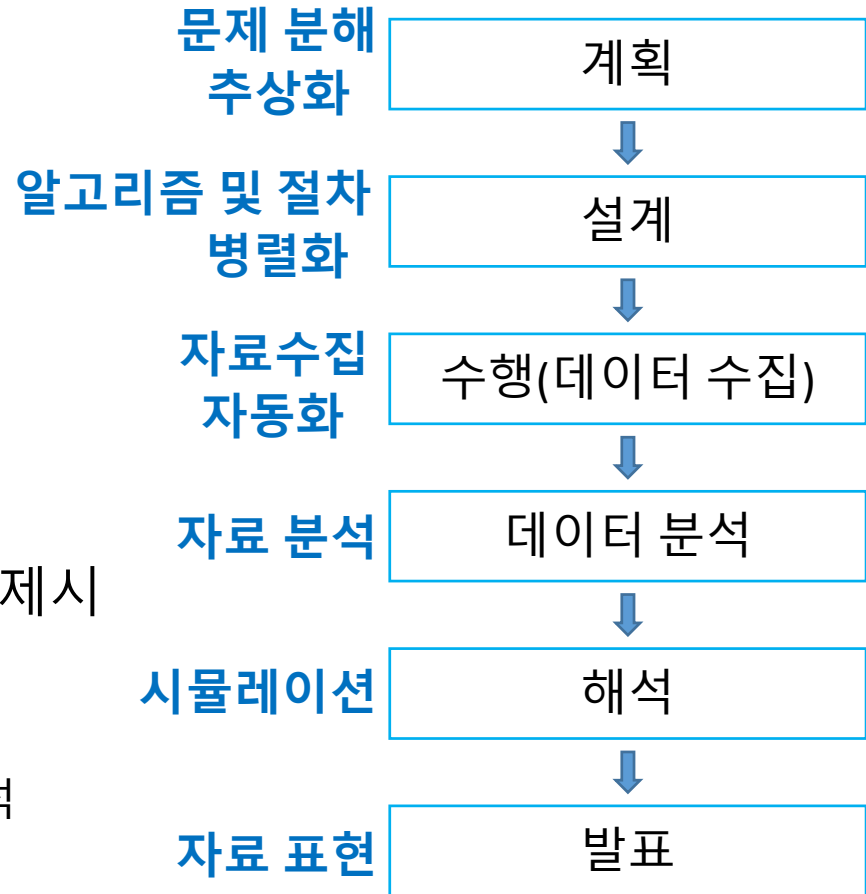 문제 분해
추상화
계획
알고리즘 및 절차
병렬화
설계
자료수집
자동화
수행(데이터 수집)
자료 분석
데이터 분석
제시
시뮬레이션
해석
자료 표현
발표